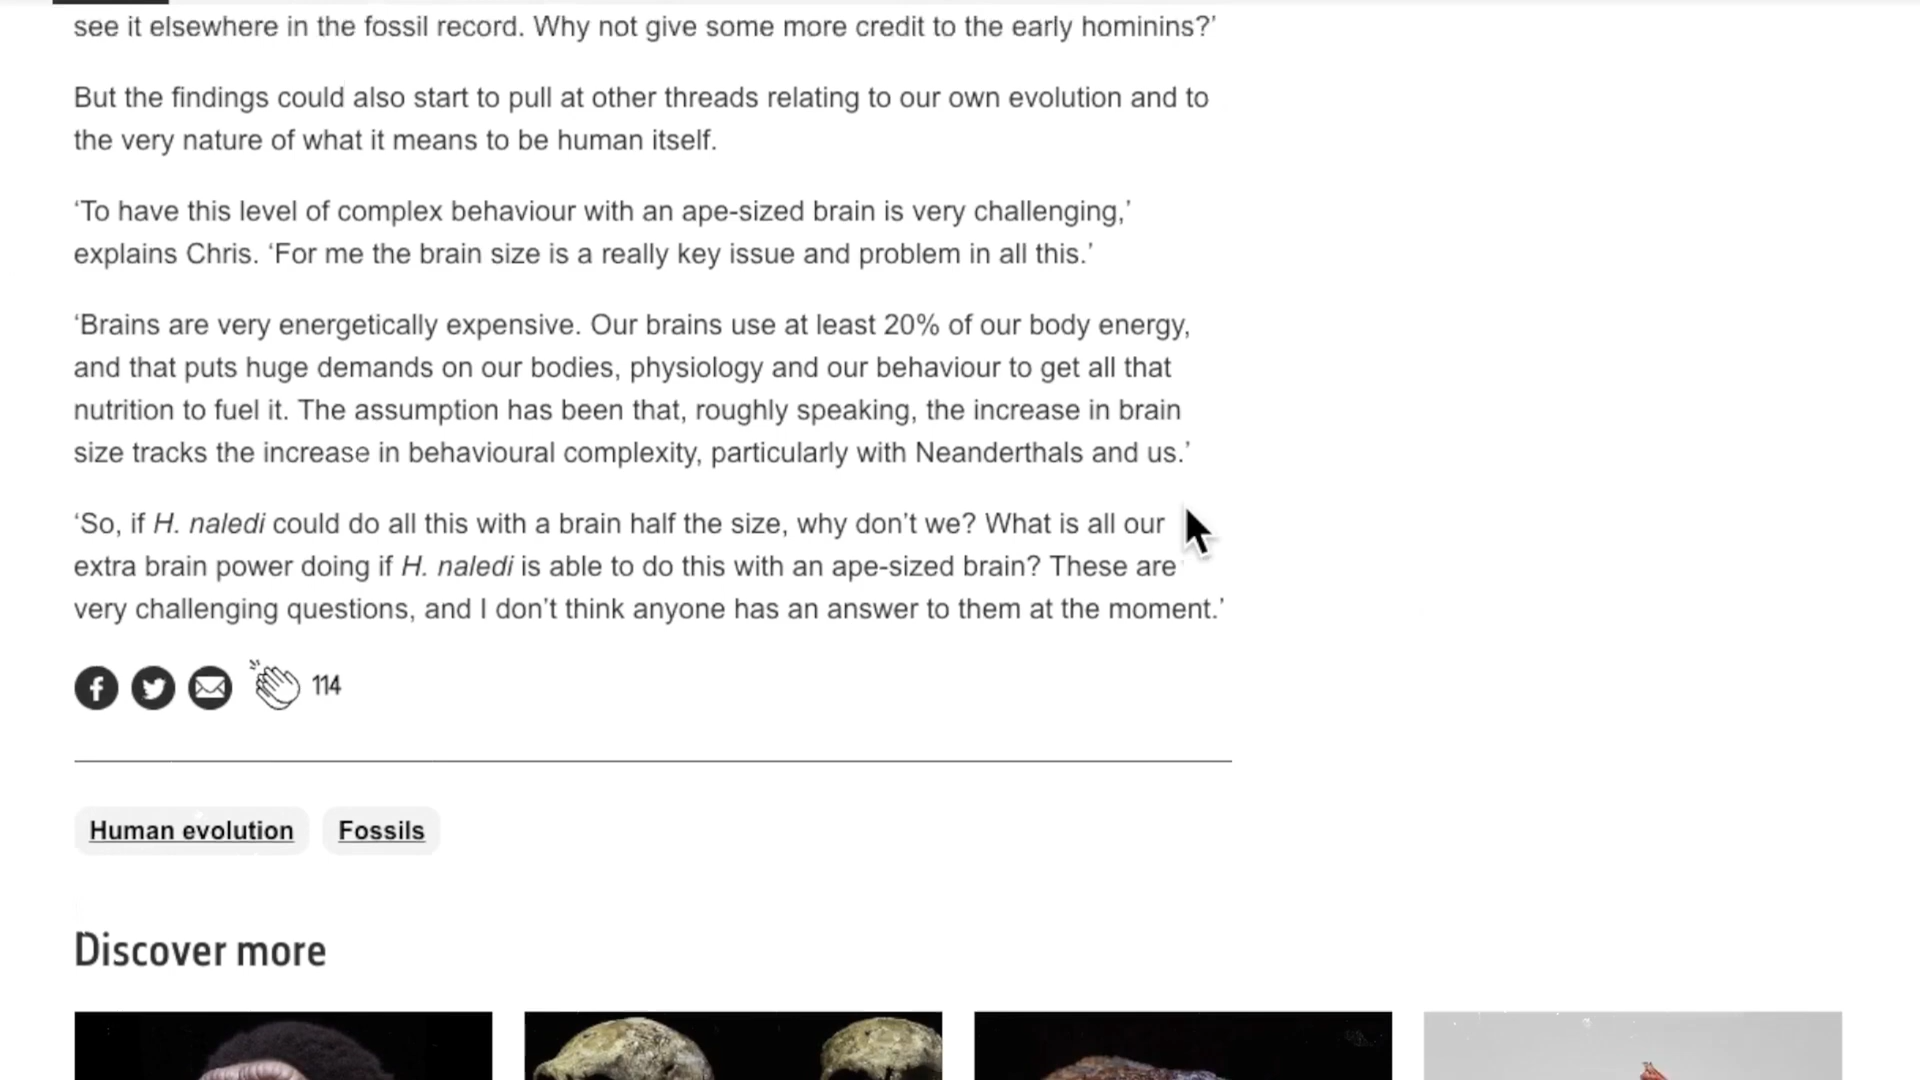 see it elsewhere in the fossil record. Why not give some more credit to the early hominins?’
But the findings could also start to pull at other threads relating to our own evolution and to
the very nature of what it means to be human itself.
‘To have this level of complex behaviour with an ape-sized brain is very challenging,’
explains Chris. ‘For me the brain size is a really key issue and problem in all this.’
‘Brains are very energetically expensive. Our brains use at least 20% of our body energy,
and that puts huge demands on our bodies, physiology and our behaviour to get all that
nutrition to fuel it. The assumption has been that, roughly speaking, the increase in brain
size tracks the increase in behavioural complexity, particularly with Neanderthals and us.’
‘So, if H. naledi could do all this with a brain half the size, why don’t we? What is all our
extra brain power doing if H. naledi is able to do this with an ape-sized brain? These are
very challenging questions, and I don’t think anyone has an answer to them at the moment.’
114
Human evolution Fossils
Discover more